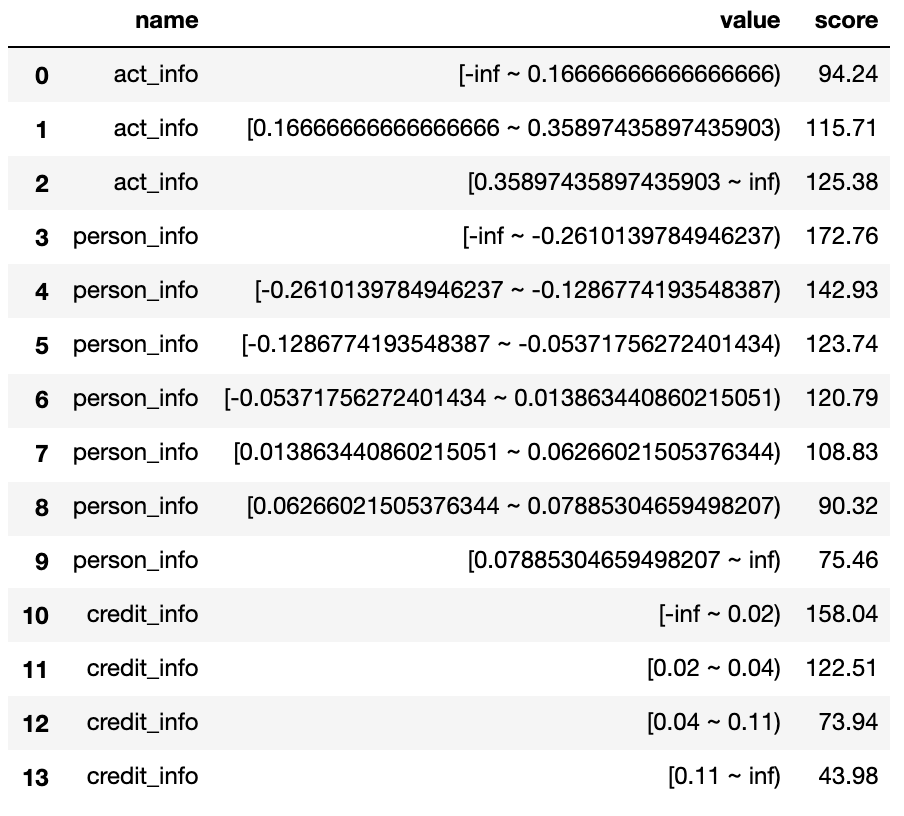 name value score
0 act_info [-inf ~ 0.16666666666666666) 94.24
1 act_info [0.16666666666666666 ~ 0.35897435897435903) 115.71
2 act_info [0.35897435897435903 ~ inf) 125.38
3 person_info [-inf ~ -0.2610139784946237) 172.76
4 person_info [-0.2610139784946237 ~ -0.1286774193548387) 142.93
5 person_info [-0.1286774193548387 ~ -0.05371756272401434) 123.74
6 person_info [-0.05371756272401434 ~ 0.013863440860215051) 120.79
7 person_info [0.013863440860215051 ~ 0.06266021505376344) 108.83
8 person_info [0.06266021505376344 ~ 0.07885304659498207) 90.32
9 person_info [0.07885304659498207 ~ inf) 75.46
10 credit_info [-inf ~ 0.02) 158.04
11 credit_info [0.02 ~ 0.04) 122.51
12 credit_info [0.04 ~ 0.11) 73.94
13 credit_info [0.11 ~ inf) 43.98